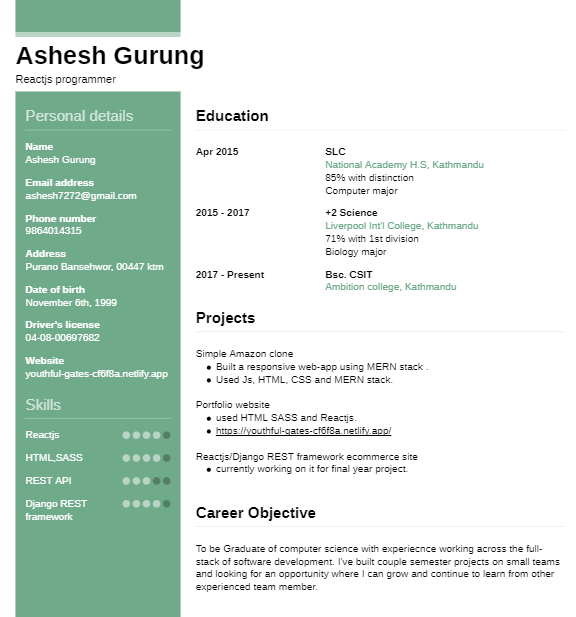 Ashesh Gurung
Reactjs programmer
Personal details
Name
Ashesh Gurung
Email address
ashesh7272@gmail.com
Phone number
9864014315
Address
Purano Bansehwor, 00447 ktm
Date of birth
November 6th, 1999
Driver's license
04-08-00697682
Website
youthful-gates-cf6f8a.netlify.app
Skills
Reactjs
HTML,SASS
REST API
Django REST
framework
Education
Apr 2015
SLC
National Academy H.S, Kathmandu
85% with distinction
Computer major
2015 - 2017
+2 Science
Liverpool Int'l College, Kathmandu
71% with 1st division
Biology major
2017 - Present
Bsc. CSIT
Ambition college, Kathmandu
Projects
Simple Amazon clone
● Built a responsive web-app using MERN stack .
● Used Js, HTML, CSS and MERN stack.
Portfolio website
● used HTML SASS and Reactjs.
● https://youthful-gates-cf6f8a.netlify.app/
Reactjs/Django REST framework ecommerce site
● currently working on it for final year project.
Career Objective
To be Graduate of computer science with experiecnce working across the full-
stack of software development. I've built couple semester projects on small teams
and looking for an opportunity where I can grow and continue to learn from other
experienced team member.